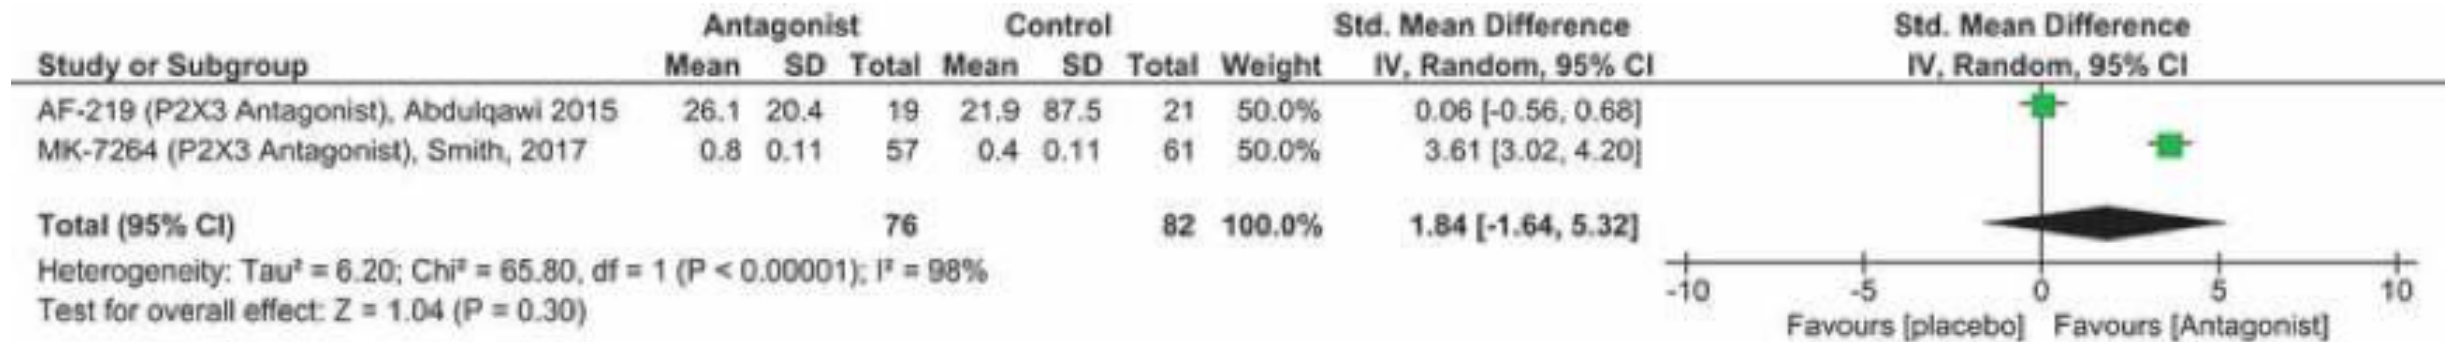 Antagonist Control Std. Mean Difference Std. Mean Difference
Study or Subgroup Mean SD Total Mean SD Total Weight IV, Random, 95% CI IV, Random, 95% CI
AF-219 (P2X3 Antagonist), Abdulqawi 2015 26.1 20.4 19 21.9 87.5 21 50.0% 0.06 [-0.56, 0.68]
MK-7264 (P2X3 Antagonist), Smith, 2017 0.8 0.11 57 0.4 0.11 61 50.0% 3.61 [3.02, 4.20]
Total (95% CI) 76 82 100.0% 1.84 [-1.64, 5.32]
Heterogeneity: Tau² = 6.20; Chi² = 65.80, df = 1 (P < 0.00001); I² = 98%
Test for overall effect: Z = 1.04 (P = 0.30)
-10 -5 0 5 10
Favours [placebo] Favours [Antagonist]